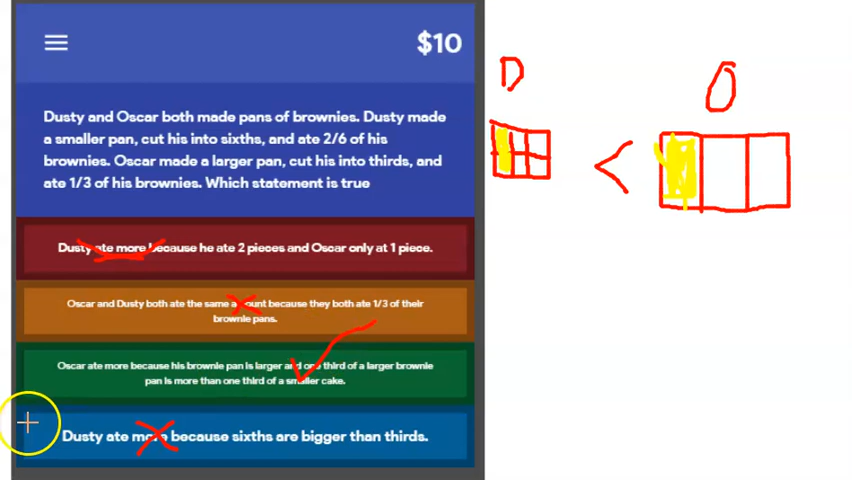 $10
Dusty and Oscar both made pans of brownies. Dusty made
a smaller pan, cut his into sixths, and ate 2/6 of his
brownies. Oscar made a larger pan, cut his into thirds, and
ate 1/3 of his brownies. Which statement is true
Dusty ate more because he ate 2 pieces and Oscar only at 1 piece.
Oscar and Dusty both ate the same amount because they both ate 1/3 of their
brownie pans.
Oscar ate more because his brownie pan is larger and one third of a larger brownie
pan is more than one third of a smaller cake.
Dusty ate more because sixths are bigger than thirds.
D < O